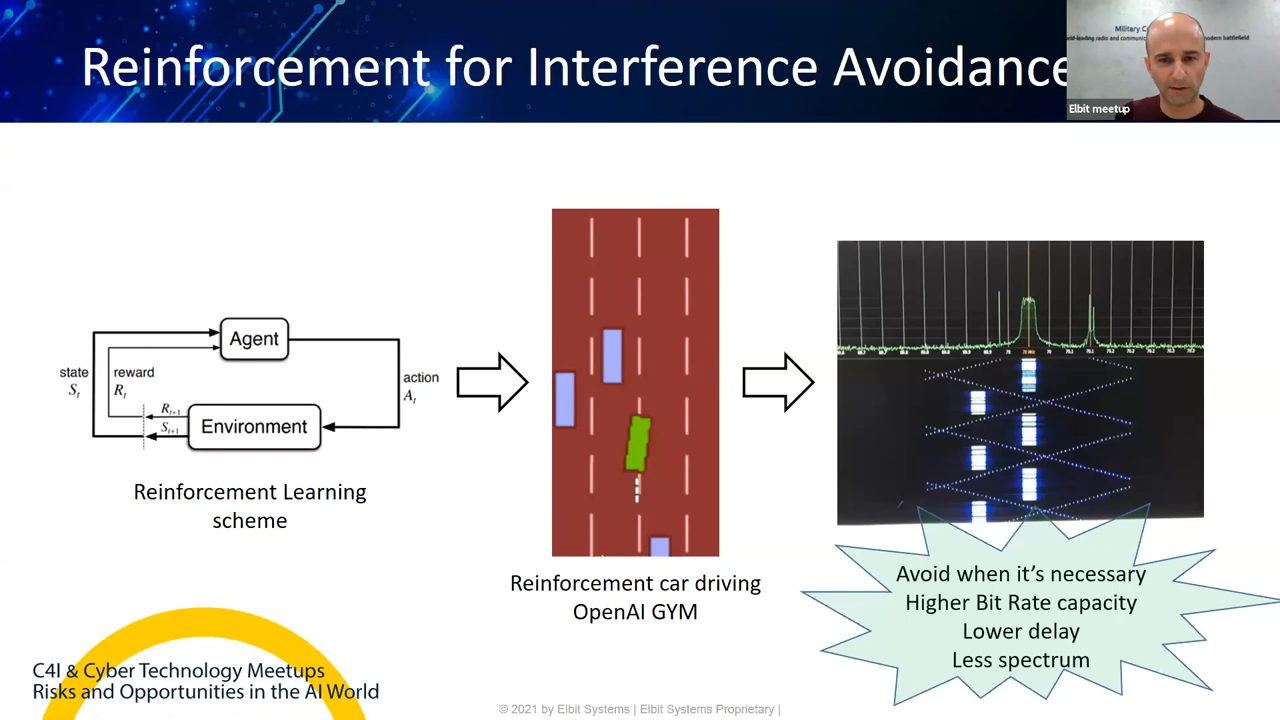 Reinforcement for Interference Avoidance
Elbit meetup
Agent
state
S_t
reward
R_t
action
A_t
R_t+1
S_t+1
Environment
Reinforcement Learning
scheme
Reinforcement car driving
OpenAI GYM
Avoid when it's necessary
Higher Bit Rate capacity
Lower delay
Less spectrum
C4I & Cyber Technology Meetups
Risks and Opportunities in the AI World
© 2021 by Elbit Systems | Elbit Systems Proprietary |